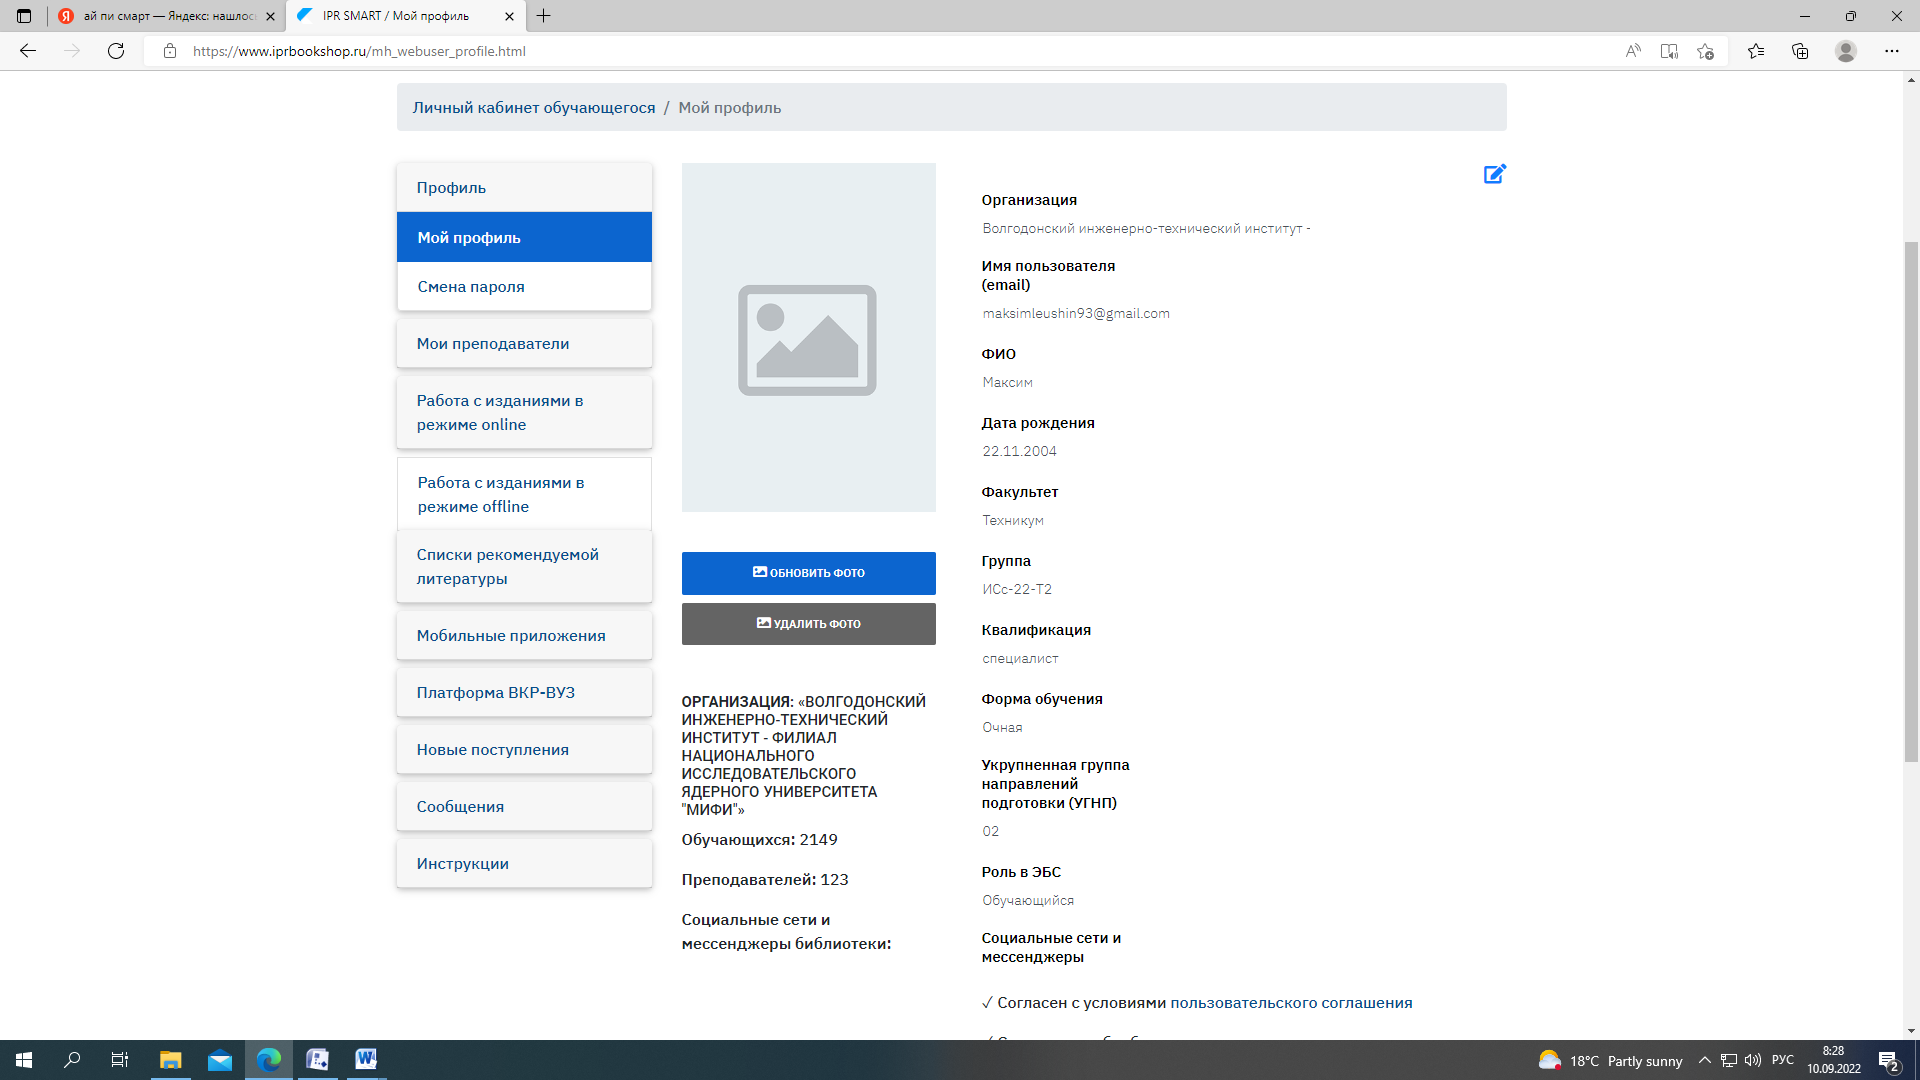 ай пи смарт — Яндекс: нашлось
IPR SMART / Мой профиль
https://www.iprbookshop.ru/mh_webuser_profile.html
Личный кабинет обучающегося / Мой профиль
Профиль
Мой профиль
Смена пароля
Мои преподаватели
Работа с изданиями в
режиме online
Работа с изданиями в
режиме offline
Списки рекомендуемой
литературы
Мобильные приложения
Платформа ВКР-ВУЗ
Новые поступления
Сообщения
Инструкции
ОБНОВИТЬ ФОТО
УДАЛИТЬ ФОТО
ОРГАНИЗАЦИЯ: «ВОЛГОДОНСКИЙ
ИНЖЕНЕРНО-ТЕХНИЧЕСКИЙ
ИНСТИТУТ - ФИЛИАЛ
НАЦИОНАЛЬНОГО
ИССЛЕДОВАТЕЛЬСКОГО
ЯДЕРНОГО УНИВЕРСИТЕТА
"МИФИ"»
Обучающихся: 2149
Преподавателей: 123
Социальные сети и
мессенджеры библиотеки:
Организация
Волгодонский инженерно-технический институт -
Имя пользователя
(email)
maksimleushin93@gmail.com
ФИО
Максим
Дата рождения
22.11.2004
Факультет
Техникум
Группа
ИСс-22-Т2
Квалификация
специалист
Форма обучения
Очная
Укрупненная группа
направлений
подготовки (УГНП)
02
Роль в ЭБС
Обучающийся
Социальные сети и
мессенджеры
✓ Согласен с условиями пользовательского соглашения
18°C Partly sunny
РУС
8:28
10.09.2022
2